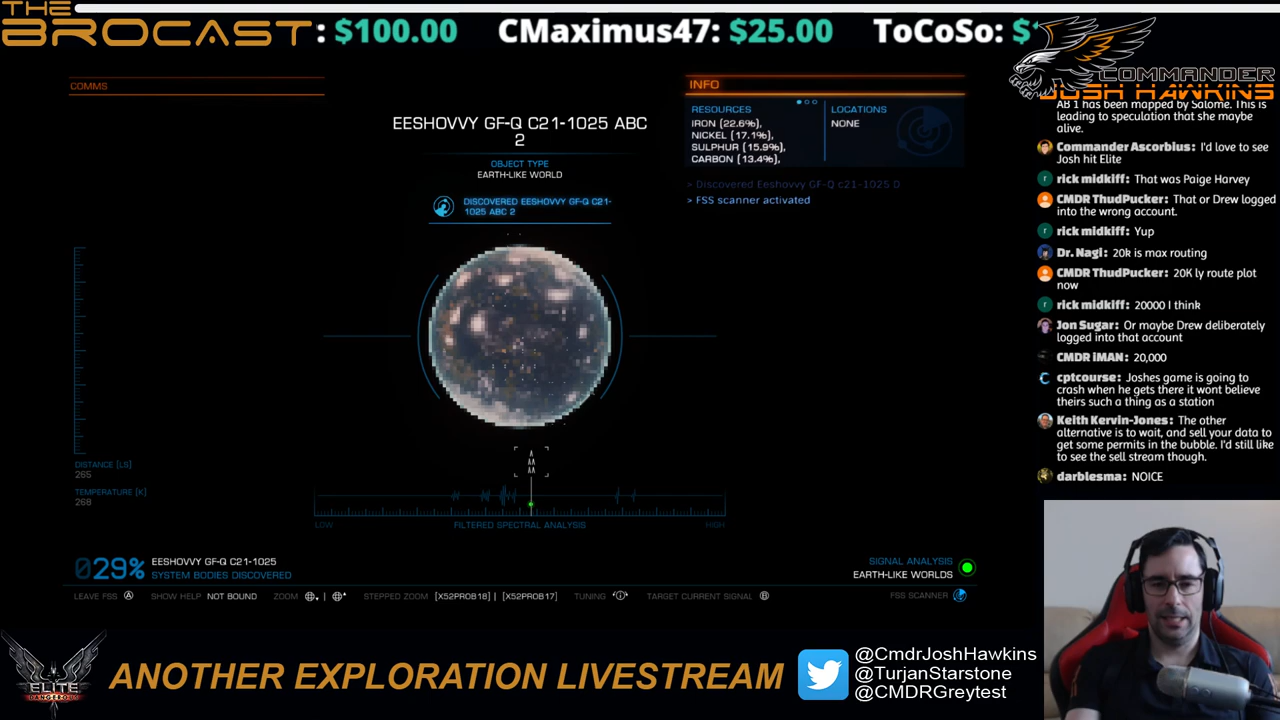 THE
BROCAST
: $100.00 CMaximus47: $25.00 ToCoSo: $
COMMANDER
JOSH HAWKINS
COMMS
EESHOVVY GF-Q C21-1025 ABC
2
OBJECT TYPE
EARTH-LIKE WORLD
DISCOVERED EESHOVVY GF-Q C21-
1025 ABC 2
INFO
RESOURCES
IRON (22.6%),
NICKEL (17.1%),
SULPHUR (15.9%),
CARBON (13.4%),
LOCATIONS
NONE
> Discovered Eeshovvy GF-Q c21-1025 D
> FSS scanner activated
DISTANCE [LS]
265
TEMPERATURE [K]
268
LOW
FILTERED SPECTRAL ANALYSIS
HIGH
029%
EESHOVVY GF-Q C21-1025
SYSTEM BODIES DISCOVERED
SIGNAL ANALYSIS
EARTH-LIKE WORLDS
LEAVE FSS A SHOW HELP NOT BOUND ZOOM | STEPPED ZOOM [X52PROB18] | [X52PROB17] TUNING TARGET CURRENT SIGNAL B FSS SCANNER
AB 1 has been mapped by Salome. This is
leading to speculation that she maybe
alive.
Commander Ascorbius: I'd love to see
Josh hit Elite
r rick midkiff: That was Paige Harvey
CMDR ThudPucker: That or Drew logged
into the wrong account.
r rick midkiff: Yup
Dr. Nagi: 20k is max routing
CMDR ThudPucker: 20K ly route plot
now
r rick midkiff: 20000 I think
Jon Sugar: Or maybe Drew deliberately
logged into that account
CMDR iMAN: 20,000
cptcourse: Joshes game is going to
crash when he gets there it wont believe
theirs such a thing as a station
Keith Kervin-Jones: The other
alternative is to wait, and sell your data to
get some permits in the bubble. I'd still like
to see the sell stream though.
darblesma: NOICE
ELITE
DANGEROUS
ANOTHER EXPLORATION LIVESTREAM
@CmdrJoshHawkins
@TurjanStarstone
@CMDRGreytest